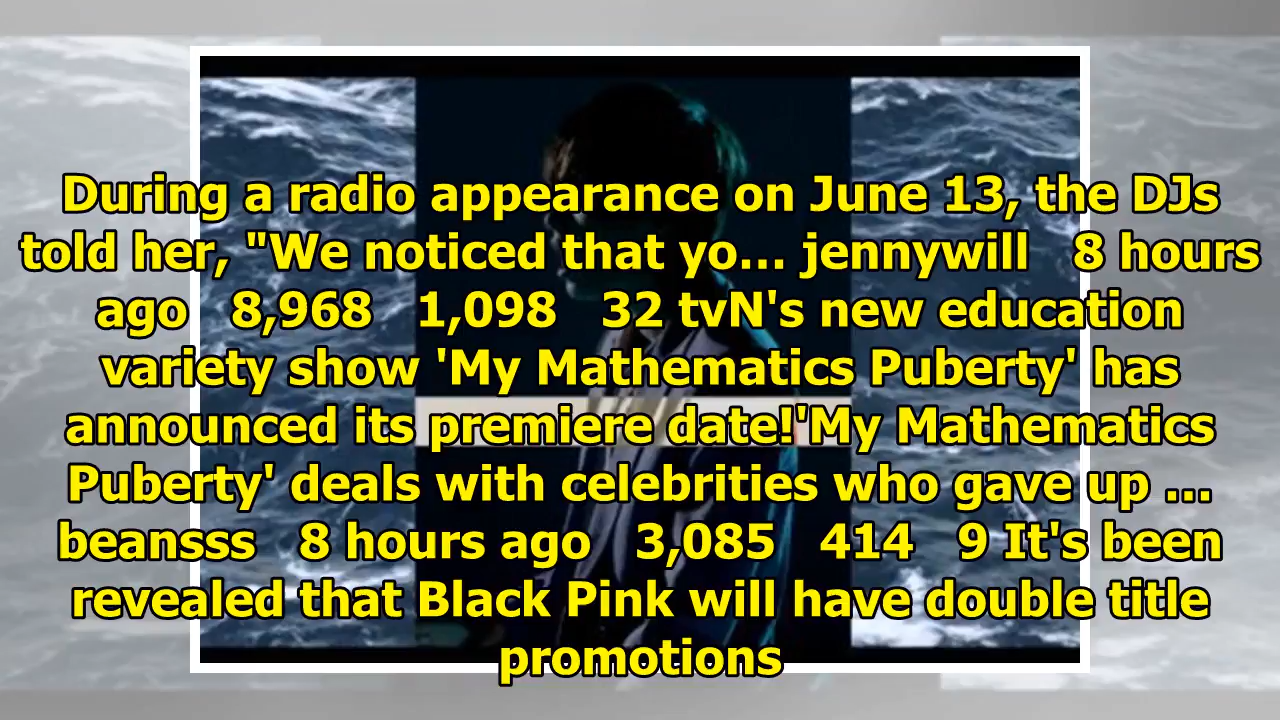 During a radio appearance on June 13, the DJs
told her, "We noticed that yo... jennywill   8 hours
ago   8,968   1,098   32 tvN's new education
variety show 'My Mathematics Puberty' has
announced its premiere date!'My Mathematics
Puberty' deals with celebrities who gave up ...
beansss   8 hours ago   3,085   414   9 It's been
revealed that Black Pink will have double title
promotions